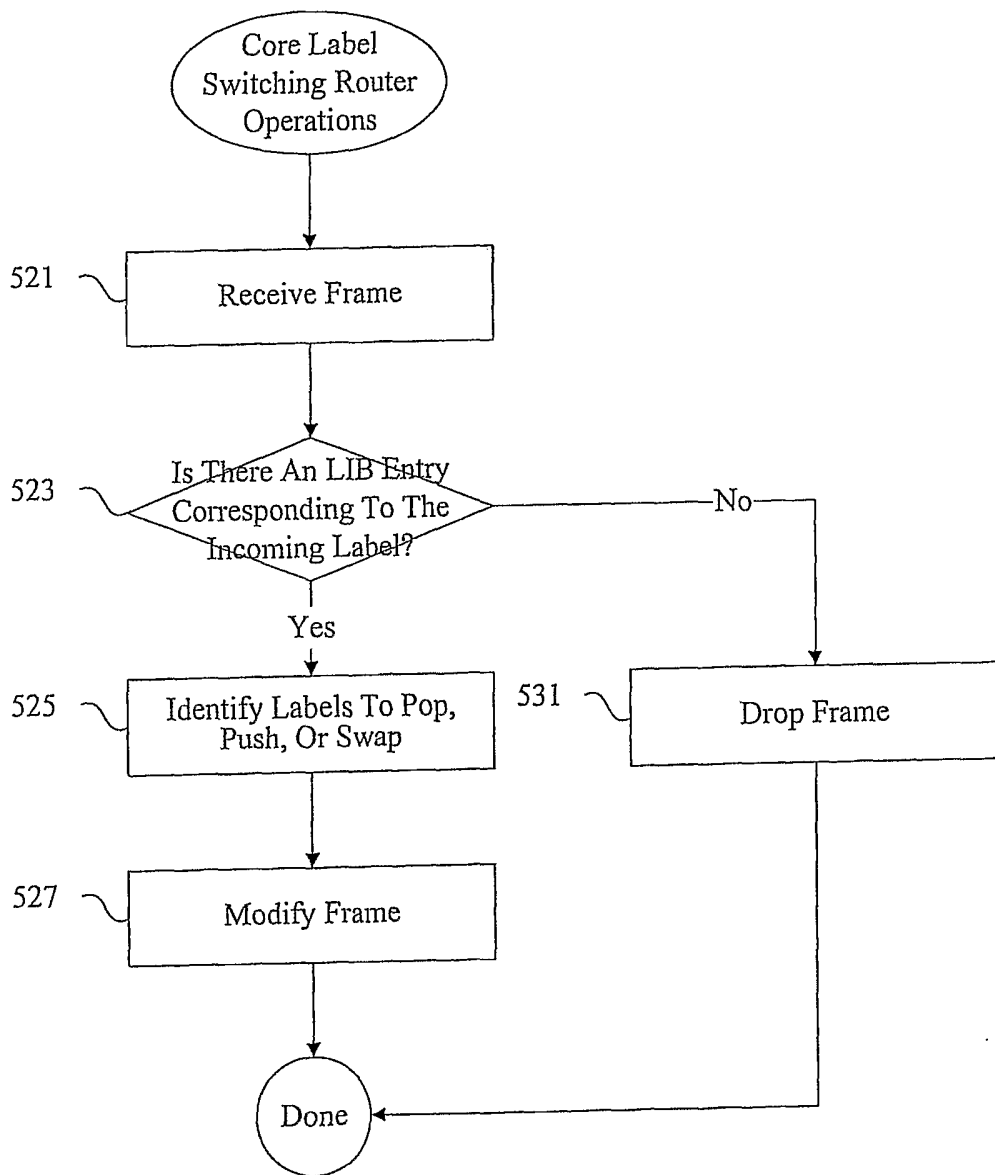 Core Label
Switching Router
Operations
521
Receive Frame
523
Is There An LIB Entry
Corresponding To The
Incoming Label?
No
Yes
525
Identify Labels To Pop,
Push, Or Swap
531
Drop Frame
527
Modify Frame
Done